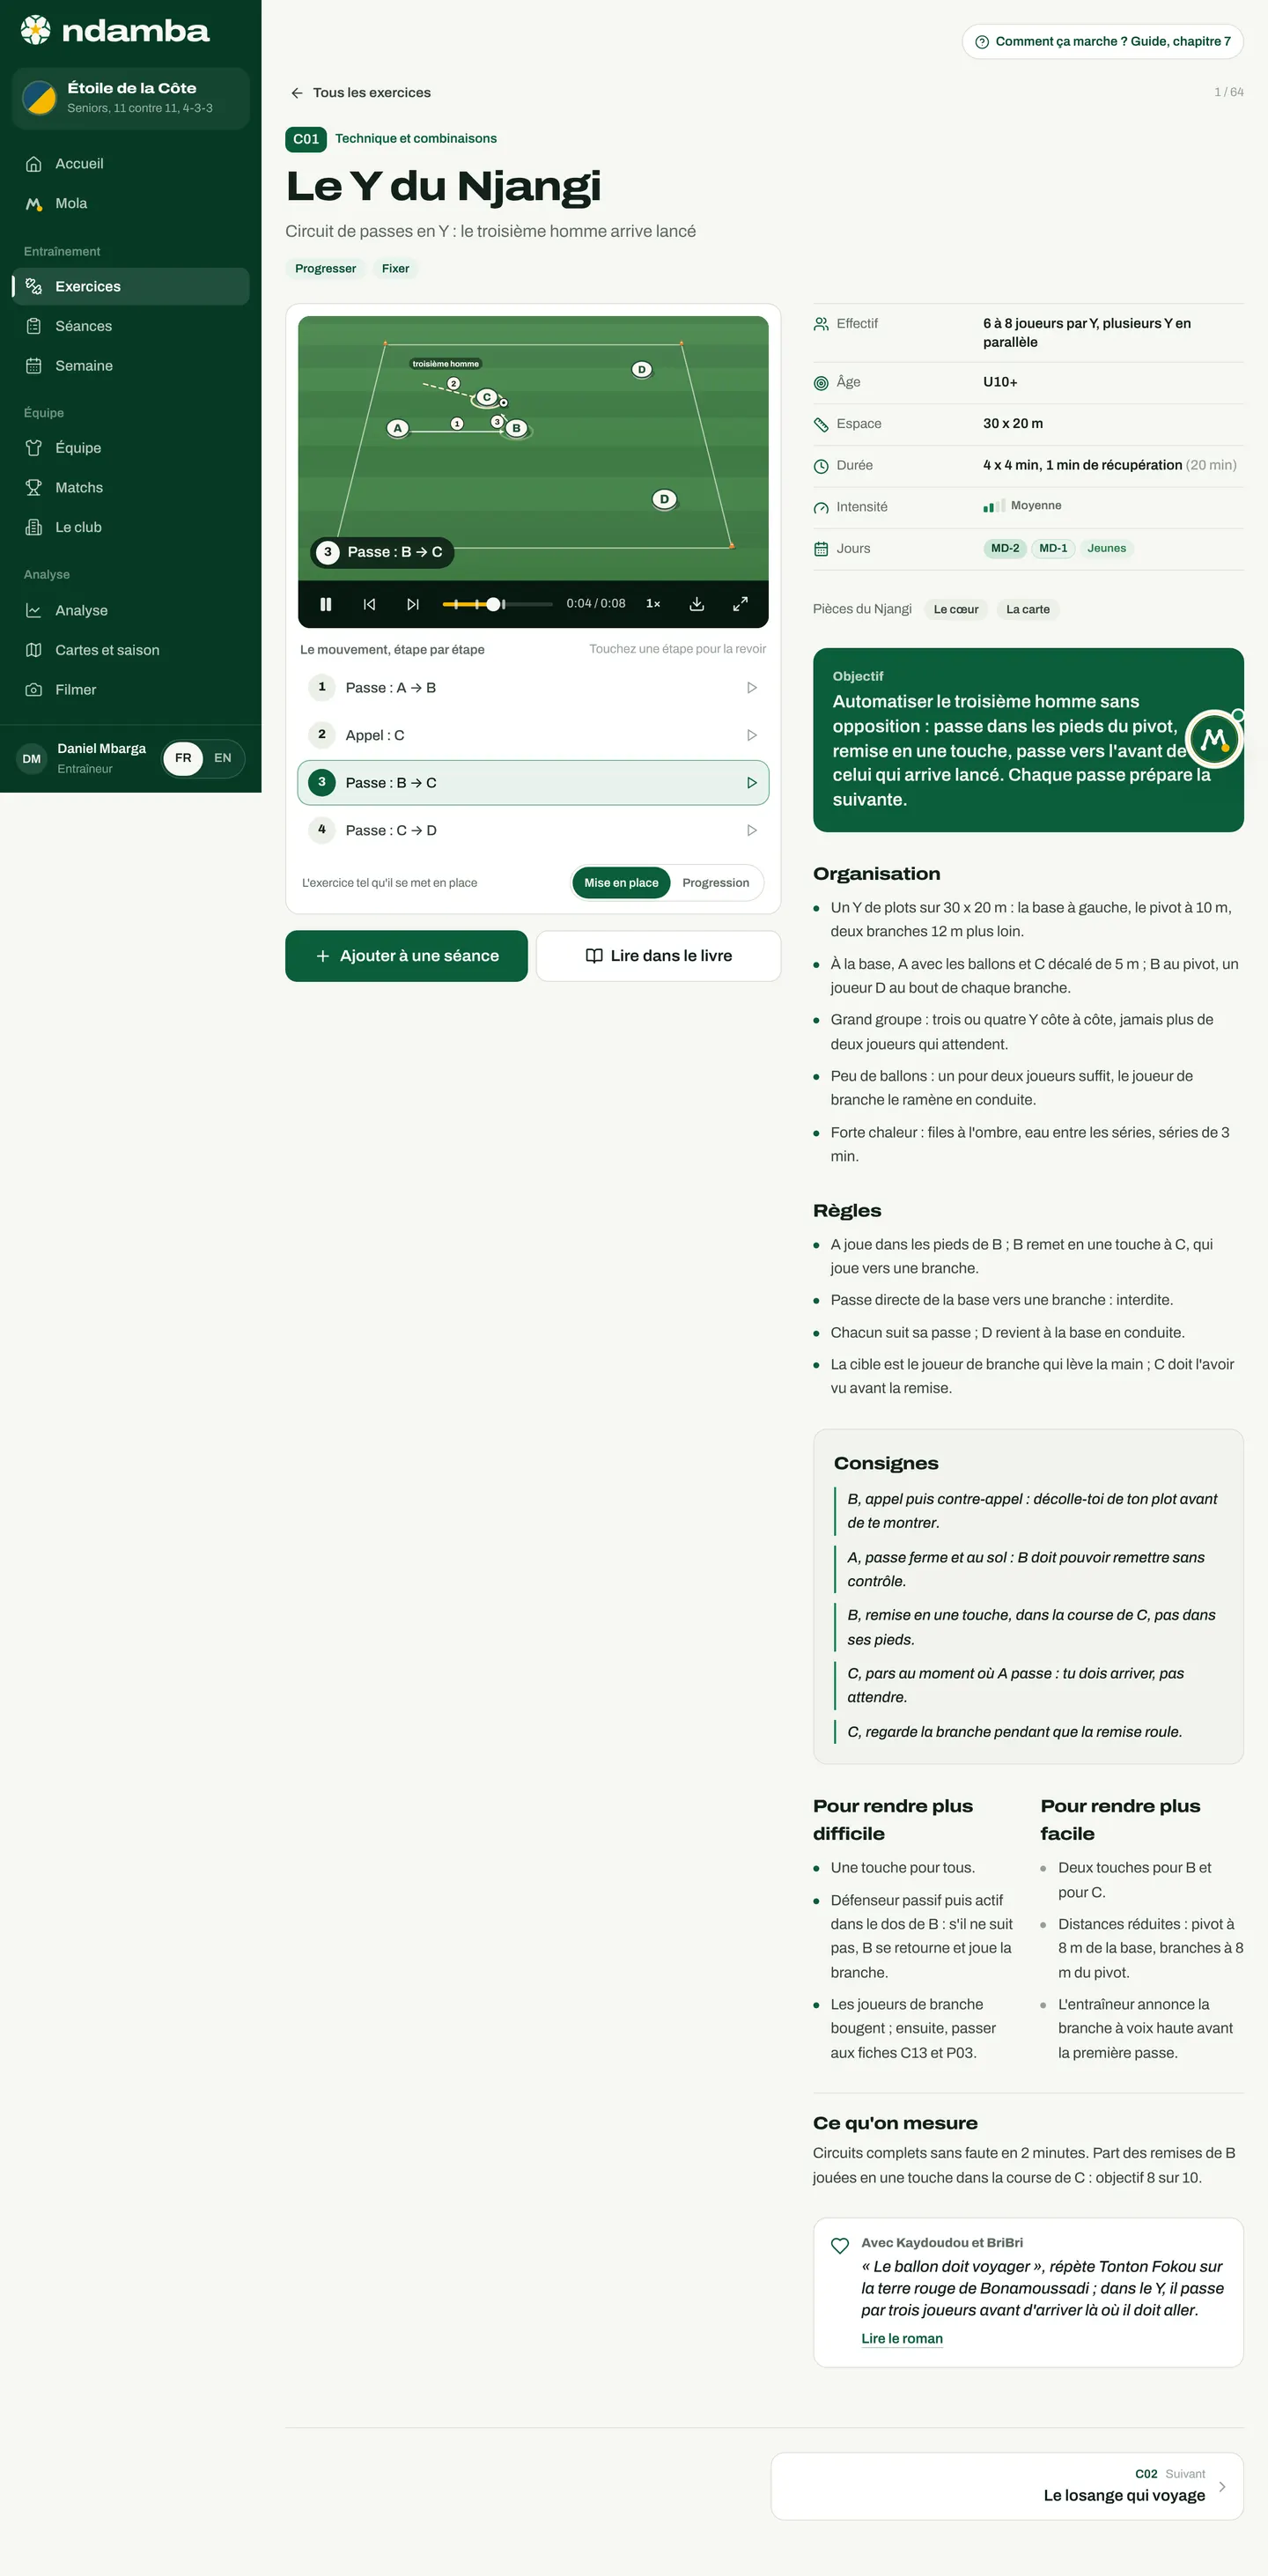 ndamba
Étoile de la Côte
Seniors, 11 contre 11, 4-3-3
Accueil
Mola
Entraînement
Exercices
Séances
Semaine
Équipe
Équipe
Matchs
Le club
Analyse
Analyse
Cartes et saison
Filmer
DM
Daniel Mbarga
Entraîneur
FR
EN
Comment ça marche ? Guide, chapitre 7
Tous les exercices
1 / 64
C01
Technique et combinaisons
Le Y du Njangi
Circuit de passes en Y : le troisième homme arrive lancé
Progresser
Fixer
troisième homme
D
2
C
A
1
3
B
D
3
Passe : B → C
0:04 / 0:08
1×
Le mouvement, étape par étape
Touchez une étape pour la revoir
1
Passe : A → B
2
Appel : C
3
Passe : B → C
4
Passe : C → D
L'exercice tel qu'il se met en place
Mise en place
Progression
Ajouter à une séance
Lire dans le livre
Effectif
6 à 8 joueurs par Y, plusieurs Y en
parallèle
Âge
U10+
Espace
30 x 20 m
Durée
4 x 4 min, 1 min de récupération (20 min)
Intensité
Moyenne
Jours
MD-2
MD-1
Jeunes
Pièces du Njangi
Le cœur
La carte
Objectif
Automatiser le troisième homme sans
opposition : passe dans les pieds du pivot,
remise en une touche, passe vers l'avant de
celui qui arrive lancé. Chaque passe prépare la
suivante.
M
Organisation
Un Y de plots sur 30 x 20 m : la base à gauche, le pivot à 10 m,
deux branches 12 m plus loin.
À la base, A avec les ballons et C décalé de 5 m ; B au pivot, un
joueur D au bout de chaque branche.
Grand groupe : trois ou quatre Y côte à côte, jamais plus de
deux joueurs qui attendent.
Peu de ballons : un pour deux joueurs suffit, le joueur de
branche le ramène en conduite.
Forte chaleur : files à l'ombre, eau entre les séries, séries de 3
min.
Règles
A joue dans les pieds de B ; B remet en une touche à C, qui
joue vers une branche.
Passe directe de la base vers une branche : interdite.
Chacun suit sa passe ; D revient à la base en conduite.
La cible est le joueur de branche qui lève la main ; C doit l'avoir
vu avant la remise.
Consignes
B, appel puis contre-appel : décolle-toi de ton plot avant
de te montrer.
A, passe ferme et au sol : B doit pouvoir remettre sans
contrôle.
B, remise en une touche, dans la course de C, pas dans
ses pieds.
C, pars au moment où A passe : tu dois arriver, pas
attendre.
C, regarde la branche pendant que la remise roule.
Pour rendre plus
difficile
Une touche pour tous.
Défenseur passif puis actif
dans le dos de B : s'il ne suit
pas, B se retourne et joue la
branche.
Les joueurs de branche
bougent ; ensuite, passer
aux fiches C13 et P03.
Pour rendre plus
facile
Deux touches pour B et
pour C.
Distances réduites : pivot à
8 m de la base, branches à 8
m du pivot.
L'entraîneur annonce la
branche à voix haute avant
la première passe.
Ce qu'on mesure
Circuits complets sans faute en 2 minutes. Part des remises de B
jouées en une touche dans la course de C : objectif 8 sur 10.
Avec Kaydoudou et BriBri
« Le ballon doit voyager », répète Tonton Fokou sur
la terre rouge de Bonamoussadi ; dans le Y, il passe
par trois joueurs avant d'arriver là où il doit aller.
Lire le roman
C02 Suivant
Le losange qui voyage